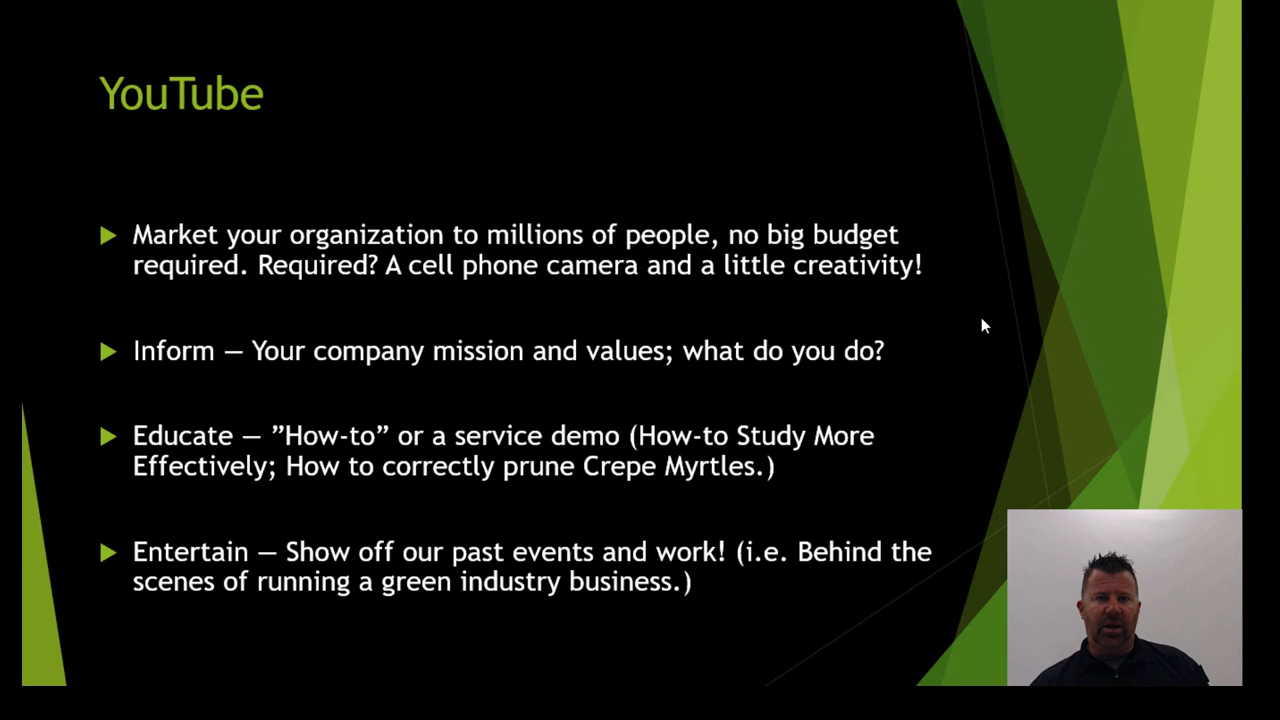 YouTube
Market your organization to millions of people, no big budget
required. Required? A cell phone camera and a little creativity!
Inform — Your company mission and values; what do you do?
Educate — ”How-to” or a service demo (How-to Study More
Effectively; How to correctly prune Crepe Myrtles.)
Entertain — Show off our past events and work! (i.e. Behind the
scenes of running a green industry business.)